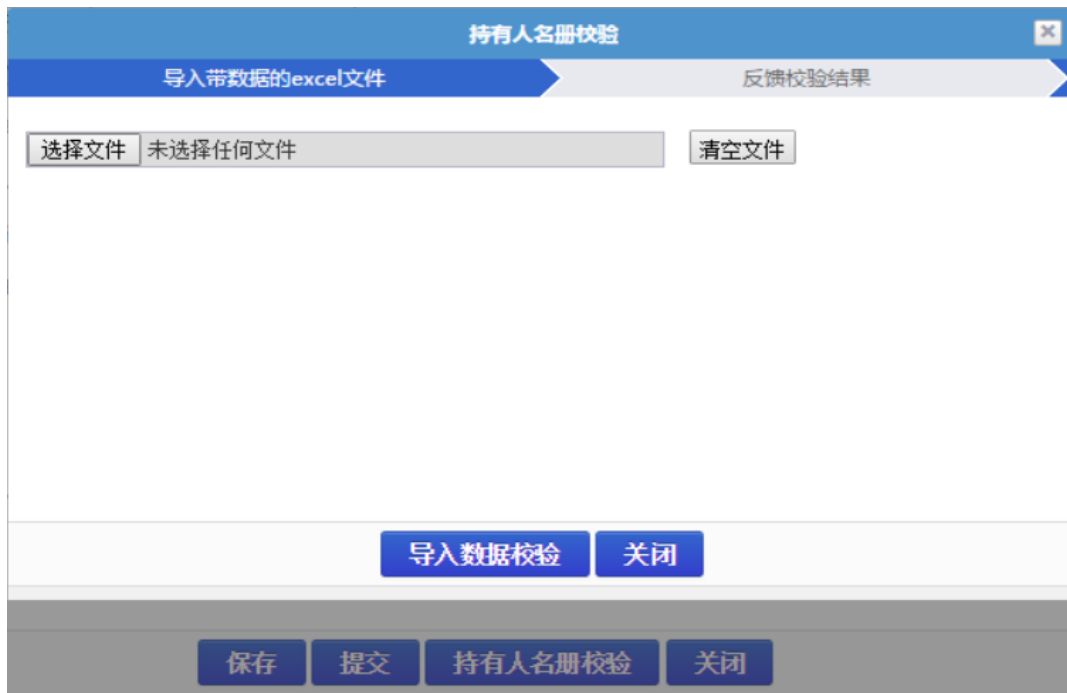 持有人名册校验
导入带数据的excel文件 反馈校验结果
选择文件 未选择任何文件 清空文件
导入数据校验 关闭
保存 提交 持有人名册校验 关闭